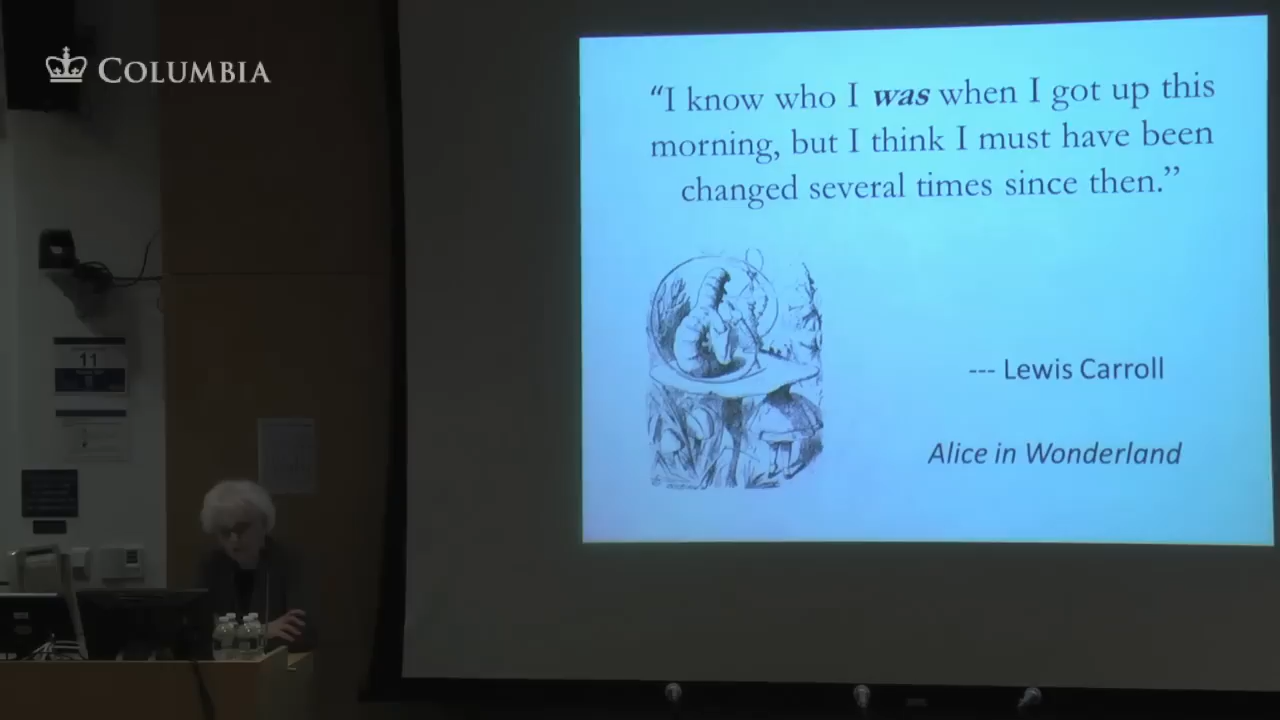 COLUMBIA
“I know who I was when I got up this
morning, but I think I must have been
changed several times since then.”
--- Lewis Carroll
Alice in Wonderland
11